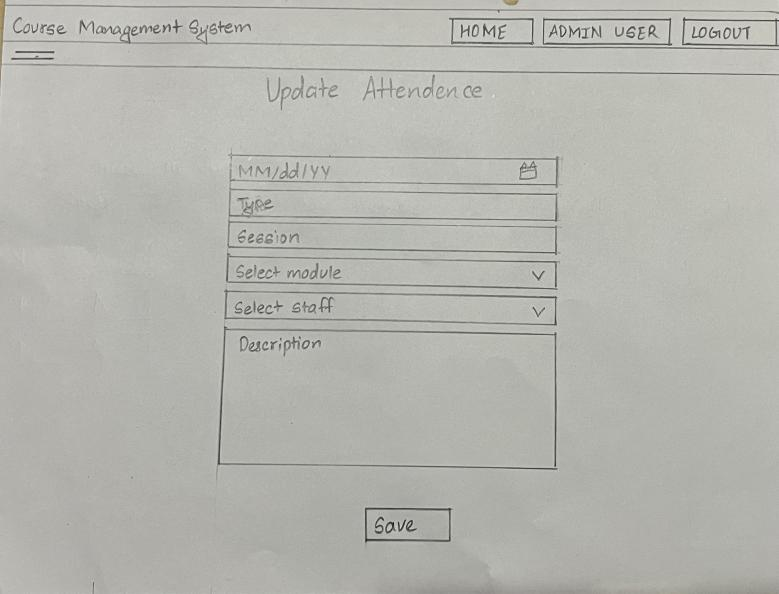 Course Management System
HOME
ADMIN USER
LOGOUT
Update Attendence
MM/dd/yy
Type
Session
Select module
Select staff
Description
Save